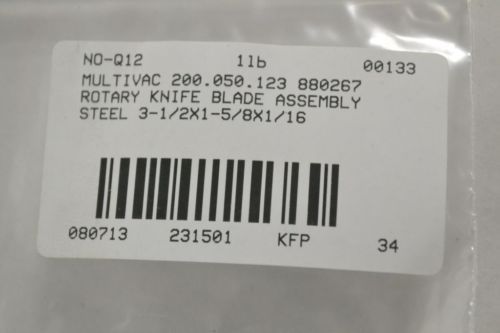 NO-Q12 1lb 00133
MULTIVAC 200.050.123 880267
ROTARY KNIFE BLADE ASSEMBLY
STEEL 3-1/2X1-5/8X1/16
080713 231501 KFP 34